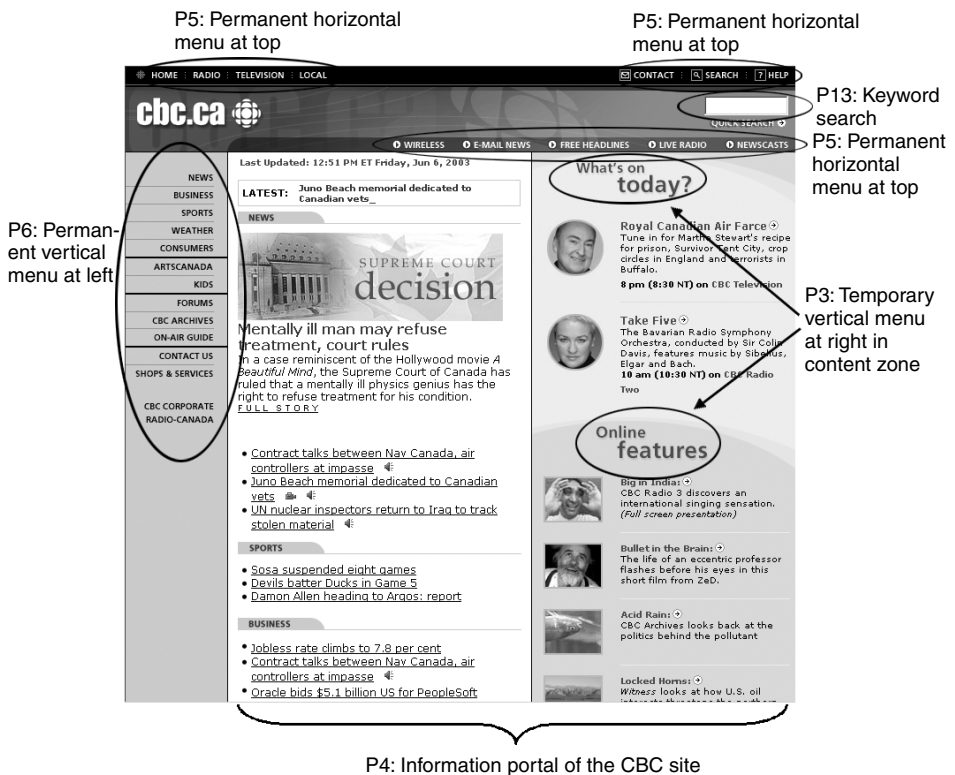 P5: Permanent horizontal
menu at top
P5: Permanent horizontal
menu at top
HOME RADIO TELEVISION LOCAL
CONTACT SEARCH ? HELP
P13: Keyword
search
cbc.ca
QUICK SEARCH
WIRELESS E-MAIL NEWS FREE HEADLINES LIVE RADIO NEWSCASTS
P5: Permanent
horizontal
menu at top
P6: Perman-
ent vertical
menu at left
NEWS
BUSINESS
SPORTS
WEATHER
CONSUMERS
ARTSCANADA
KIDS
FORUMS
CBC ARCHIVES
ON-AIR GUIDE
CONTACT US
SHOPS & SERVICES
CBC CORPORATE
RADIO-CANADA
Last Updated: 12:51 PM ET Friday, Jun 6, 2003
LATEST: Juno Beach memorial dedicated to
Canadian vets_
NEWS
SUPREME COURT
decision
Mentally ill man may refuse
treatment, court rules
In a case reminiscent of the Hollywood movie A
Beautiful Mind, the Supreme Court of Canada has
ruled that a mentally ill physics genius has the
right to refuse treatment for his condition.
FULL STORY
• Contract talks between Nav Canada, air
controllers at impasse
• Juno Beach memorial dedicated to Canadian
vets
• UN nuclear inspectors return to Iraq to track
stolen material
SPORTS
• Sosa suspended eight games
• Devils batter Ducks in Game 5
• Damon Allen heading to Argos: report
BUSINESS
• Jobless rate climbs to 7.8 per cent
• Contract talks between Nav Canada, air
controllers at impasse
• Oracle bids $5.1 billion US for PeopleSoft
What's on
today?
Royal Canadian Air Farce
Tune in for Martha Stewart's recipe
for prison, Survivor Tent City, crop
circles in England and terrorists in
Buffalo.
8 pm (8:30 NT) on CBC Television
Take Five
The Bavarian Radio Symphony
Orchestra, conducted by Sir Colin
Davis, features music by Sibelius,
Elgar and Bach.
10 am (10:30 NT) on CBC Radio
Two
P3: Temporary
vertical menu
at right in
content zone
Online
features
Big in India:
CBC Radio 3 discovers an
international singing sensation.
(Full screen presentation)
Bullet in the Brain:
The life of an eccentric professor
flashes before his eyes in this
short film from ZeD.
Acid Rain:
CBC Archives looks back at the
politics behind the pollutant
Locked Horns:
Witness looks at how U.S. oil
interests threatens the northern
P4: Information portal of the CBC site